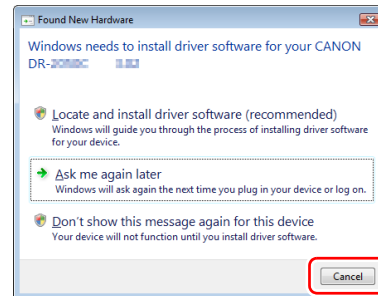 Found New Hardware
Windows needs to install driver software for your CANON
DR-
Locate and install driver software (recommended)
Windows will guide you through the process of installing driver software
for your device.
Ask me again later
Windows will ask again the next time you plug in your device or log on.
Don't show this message again for this device
Your device will not function until you install driver software.
Cancel